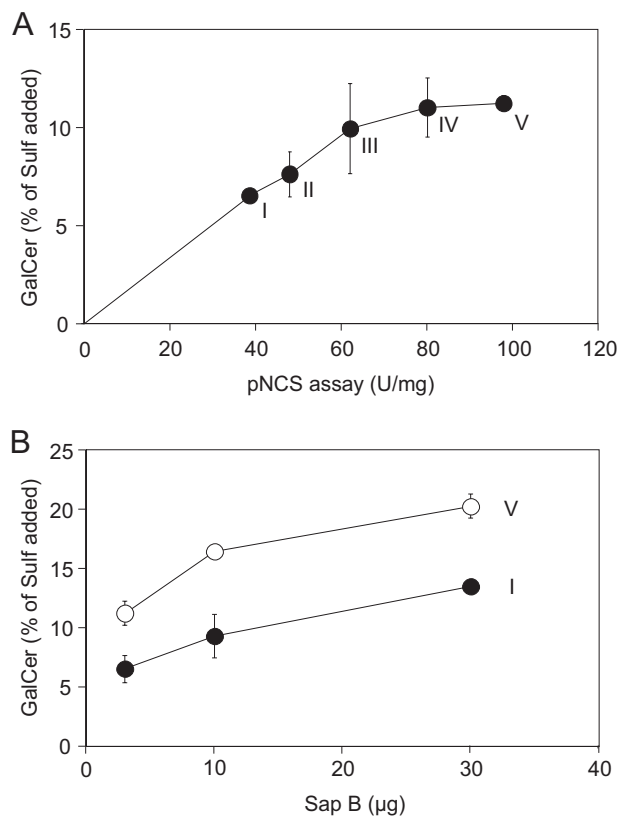 A
GalCer (% of Sulf added)
15
10
5
0
I
II
III
IV
V
0 20 40 60 80 100 120
pNCS assay (U/mg)
B
GalCer (% of Sulf added)
25
20
15
10
5
0
V
I
0 10 20 30 40
Sap B (µg)